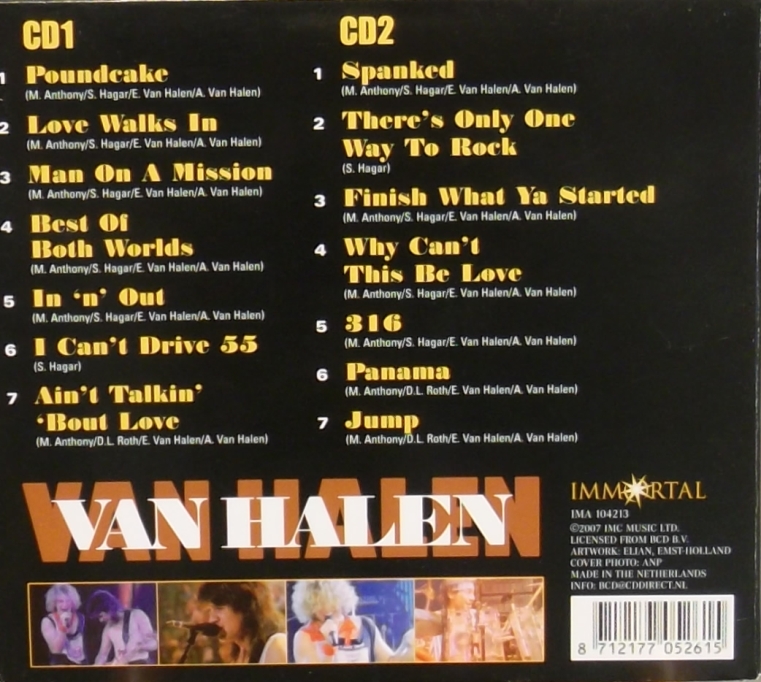 CD1
1 Poundcake
(M. Anthony/S. Hagar/E. Van Halen/A. Van Halen)
2 Love Walks In
(M. Anthony/S. Hagar/E. Van Halen/A. Van Halen)
3 Man On A Mission
(M. Anthony/S. Hagar/E. Van Halen/A. Van Halen)
4 Best Of
Both Worlds
(M. Anthony/S. Hagar/E. Van Halen/A. Van Halen)
5 In 'n' Out
(M. Anthony/S. Hagar/E. Van Halen/A. Van Halen)
6 I Can't Drive 55
(S. Hagar)
7 Ain't Talkin'
'Bout Love
(M. Anthony/D.L. Roth/E. Van Halen/A. Van Halen)
CD2
1 Spanked
(M. Anthony/S. Hagar/E. Van Halen/A. Van Halen)
2 There's Only One
Way To Rock
(S. Hagar)
3 Finish What Ya Started
(M. Anthony/S. Hagar/E. Van Halen/A. Van Halen)
4 Why Can't
This Be Love
(M. Anthony/S. Hagar/E. Van Halen/A. Van Halen)
5 316
(M. Anthony/S. Hagar/E. Van Halen/A. Van Halen)
6 Panama
(M. Anthony/D.L. Roth/E. Van Halen/A. Van Halen)
7 Jump
(M. Anthony/D.L. Roth/E. Van Halen/A. Van Halen)
VAN HALEN
VAN HALEN
IMMORTAL
IMA 104213
©2007 IMC MUSIC LTD.
LICENSED FROM BCD B.V.
ARTWORK: ELIAN, EMST-HOLLAND
COVER PHOTO: ANP
MADE IN THE NETHERLANDS
INFO: BCD@CDDIRECT.NL
8 712177 052615